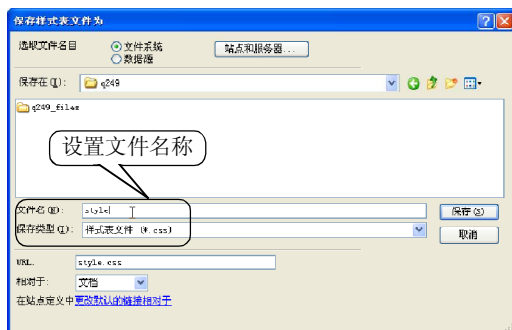 保存样式表文件为
选取文件名自 文件系统 站点和服务器...
数据源
保存在(I): q249
q249_files
设置文件名称
文件名(N): style 保存(S)
保存类型(T): 样式表文件 (*.css) 取消
URL: style.css
相对于: 文档
在站点定义中更改默认的链接相对于